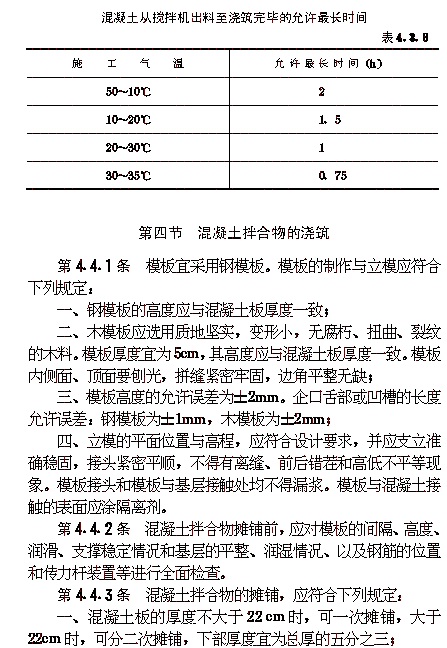 混凝土从搅拌机出料至浇筑完毕的允许最长时间
表4.3.8
施 工 气 温 允许最长时间(h)
50~10℃ 2
10~20℃ 1.5
20~30℃ 1
30~35℃ 0.75
第四节 混凝土拌合物的浇筑
第4.4.1条 模板宜采用钢模板。模板的制作与立模应符合
下列规定:
一、钢模板的高度应与混凝土板厚度一致;
二、木模板应选用质地坚实,变形小,无腐朽、扭曲、裂纹
的木料。模板厚度宜为5cm,其高度应与混凝土板厚度一致。模板
内侧面、顶面要刨光,拼缝紧密牢固,边角平整无缺;
三、模板高度的允许误差为±2mm。企口舌部或凹槽的长度
允许误差:钢模板为±1mm,木模板为±2mm;
四、立模的平面位置与高程,应符合设计要求,并应支立准
确稳固,接头紧密平顺,不得有离缝、前后错茬和高低不平等现
象。模板接头和模板与基层接触处均不得漏浆。模板与混凝土接
触的表面应涂隔离剂。
第4.4.2条 混凝土拌合物摊铺前,应对模板的间隔、高度、
润滑、支撑稳定情况和基层的平整、润湿情况、以及钢筋的位置
和传力杆装置等进行全面检查。
第4.4.3条 混凝土拌合物的摊铺,应符合下列规定:
一、混凝土板的厚度不大于22cm时,可一次摊铺,大于
22cm时,可分二次摊铺,下部厚度宜为总厚的五分之三;